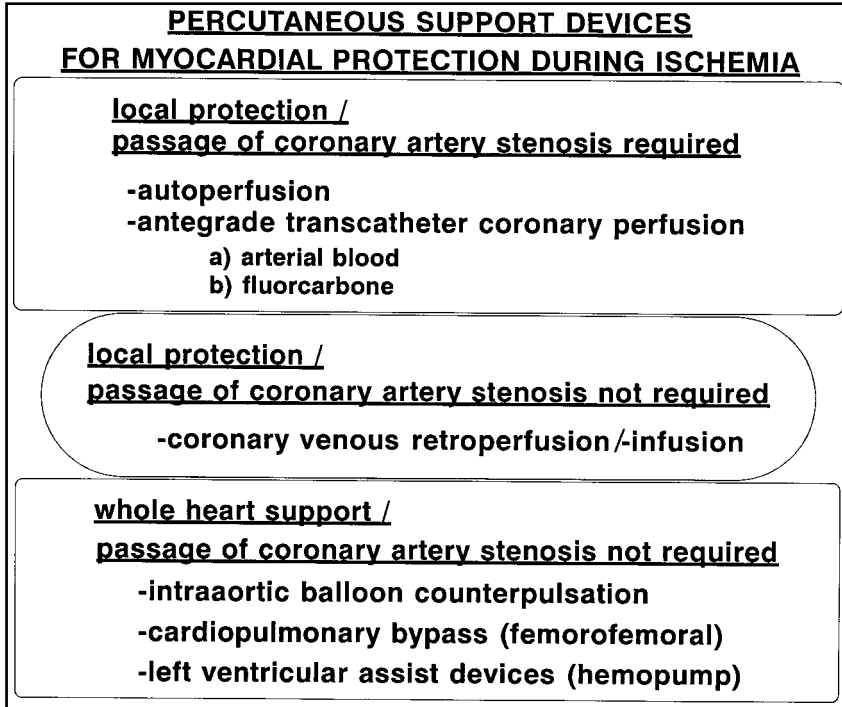 PERCUTANEOUS SUPPORT DEVICES
FOR MYOCARDIAL PROTECTION DURING ISCHEMIA
local protection /
passage of coronary artery stenosis required
-autoperfusion
-antegrade transcatheter coronary perfusion
a) arterial blood
b) fluorcarbone
local protection /
passage of coronary artery stenosis not required
-coronary venous retroperfusion/-infusion
whole heart support /
passage of coronary artery stenosis not required
-intraaortic balloon counterpulsation
-cardiopulmonary bypass (femorofemoral)
-left ventricular assist devices (hemopump)